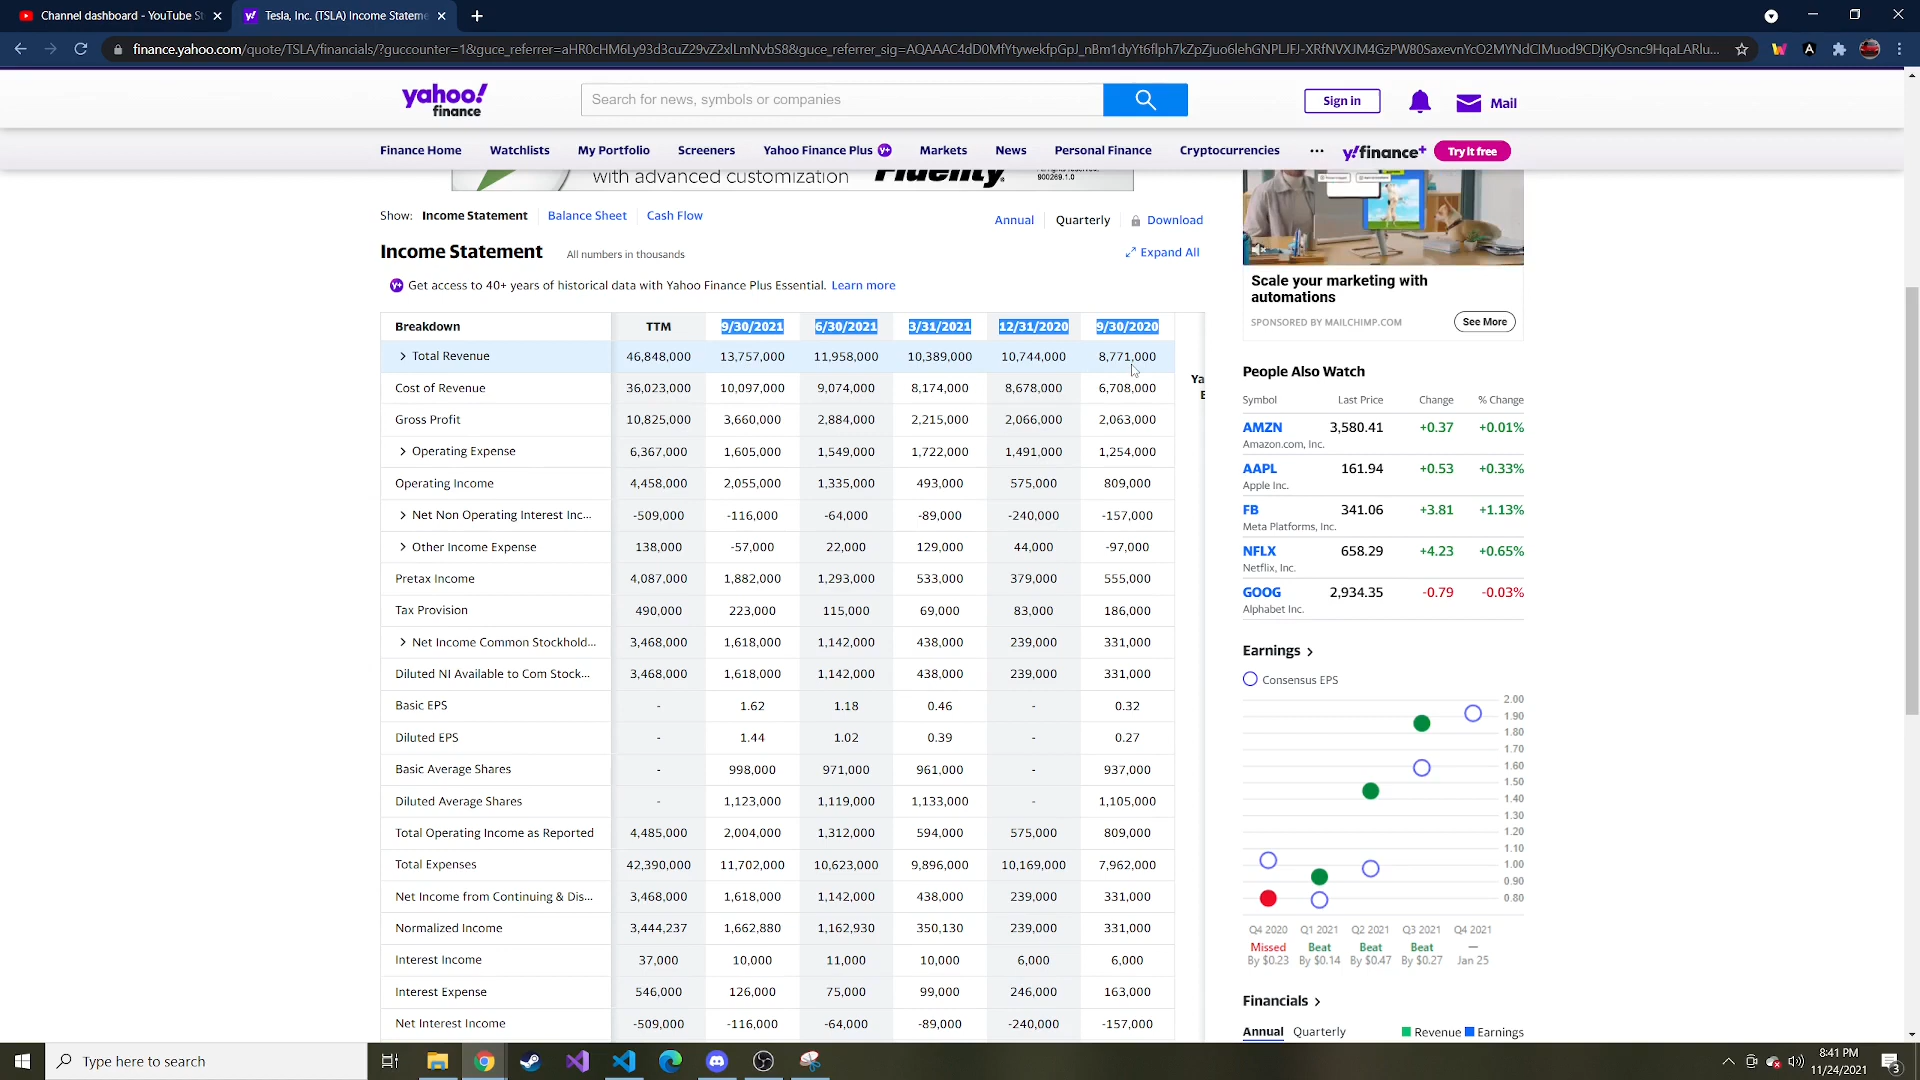 Channel dashboard - YouTube St
Tesla, Inc. (TSLA) Income Stateme
finance.yahoo.com/quote/TSLA/financials/?guccounter=1&guce_referrer=
yahoo!
finance
Search for news, symbols or companies
Sign in
Mail
Finance Home
Watchlists
My Portfolio
Screeners
Yahoo Finance Plus
Markets
News
Personal Finance
Cryptocurrencies
y!finance+
Try it free
with advanced customization
Fidelity
900269.1.0
Show: Income Statement Balance Sheet Cash Flow
Annual Quarterly Download
Income Statement All numbers in thousands
Expand All
Get access to 40+ years of historical data with Yahoo Finance Plus Essential. Learn more
Breakdown TTM 9/30/2021 6/30/2021 3/31/2021 12/31/2020 9/30/2020
Total Revenue 46,848,000 13,757,000 11,958,000 10,389,000 10,744,000 8,771,000
Cost of Revenue 36,023,000 10,097,000 9,074,000 8,174,000 8,678,000 6,708,000
Gross Profit 10,825,000 3,660,000 2,884,000 2,215,000 2,066,000 2,063,000
Operating Expense 6,367,000 1,605,000 1,549,000 1,722,000 1,491,000 1,254,000
Operating Income 4,458,000 2,055,000 1,335,000 493,000 575,000 809,000
Net Non Operating Interest Inc... -509,000 -116,000 -64,000 -89,000 -240,000 -157,000
Other Income Expense 138,000 -57,000 22,000 129,000 44,000 -97,000
Pretax Income 4,087,000 1,882,000 1,293,000 533,000 379,000 555,000
Tax Provision 490,000 223,000 115,000 69,000 83,000 186,000
Net Income Common Stockhold... 3,468,000 1,618,000 1,142,000 438,000 239,000 331,000
Diluted NI Available to Com Stock... 3,468,000 1,618,000 1,142,000 438,000 239,000 331,000
Basic EPS - 1.62 1.18 0.46 - 0.32
Diluted EPS - 1.44 1.02 0.39 - 0.27
Basic Average Shares - 998,000 971,000 961,000 - 937,000
Diluted Average Shares - 1,123,000 1,119,000 1,133,000 - 1,105,000
Total Operating Income as Reported 4,485,000 2,004,000 1,312,000 594,000 575,000 809,000
Total Expenses 42,390,000 11,702,000 10,623,000 9,896,000 10,169,000 7,962,000
Net Income from Continuing & Dis... 3,468,000 1,618,000 1,142,000 438,000 239,000 331,000
Normalized Income 3,444,237 1,662,880 1,162,930 350,130 239,000 331,000
Interest Income 37,000 10,000 11,000 10,000 6,000 6,000
Interest Expense 546,000 126,000 75,000 99,000 246,000 163,000
Net Interest Income -509,000 -116,000 -64,000 -89,000 -240,000 -157,000
Ya
E
Scale your marketing with
automations
SPONSORED BY MAILCHIMP.COM
See More
People Also Watch
Symbol Last Price Change % Change
AMZN 3,580.41 +0.37 +0.01%
Amazon.com, Inc.
AAPL 161.94 +0.53 +0.33%
Apple Inc.
FB 341.06 +3.81 +1.13%
Meta Platforms, Inc.
NFLX 658.29 +4.23 +0.65%
Netflix, Inc.
GOOG 2,934.35 -0.79 -0.03%
Alphabet Inc.
Earnings
Consensus EPS
2.00
1.90
1.80
1.70
1.60
1.50
1.40
1.30
1.20
1.10
1.00
0.90
0.80
Q4 2020 Q1 2021 Q2 2021 Q3 2021 Q4 2021
Missed Beat Beat Beat —
By $0.23 By $0.14 By $0.47 By $0.27 Jan 25
Financials
Annual Quarterly Revenue Earnings
Type here to search
8:41 PM
11/24/2021
3